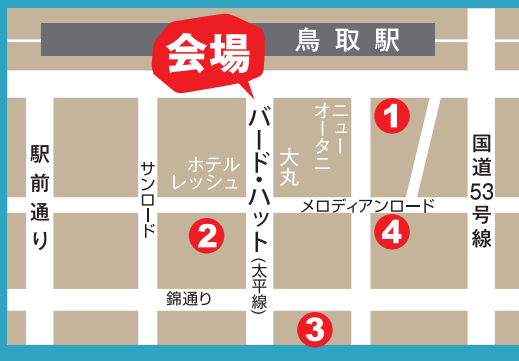 鳥取駅
会場
駅前通り
サンロード
ホテル
レッシュ
バード・ハット(太平線)
大丸
ニュー
オータニ
1
国道53号線
メロディアンロード
2
4
錦通り
3